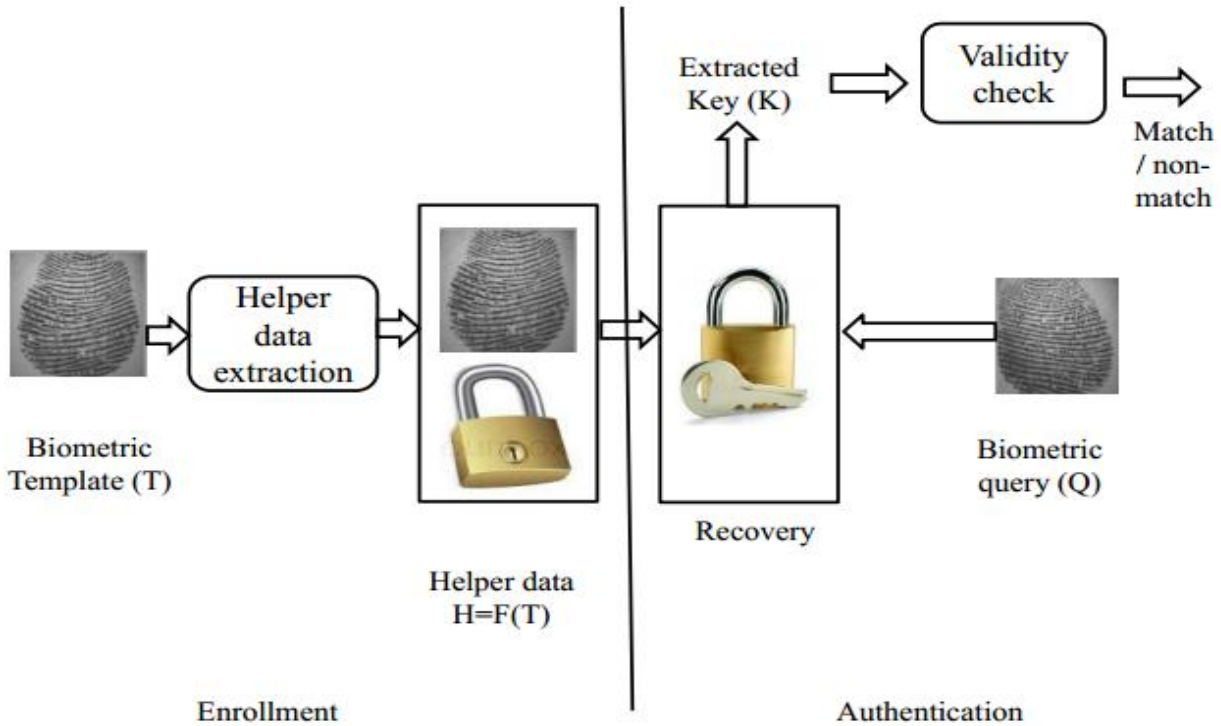 Extracted
Key (K)
Validity
check
Match
/ non-
match
Helper
data
extraction
Biometric
Template (T)
Biometric
query (Q)
Recovery
Helper data
H=F(T)
Enrollment
Authentication